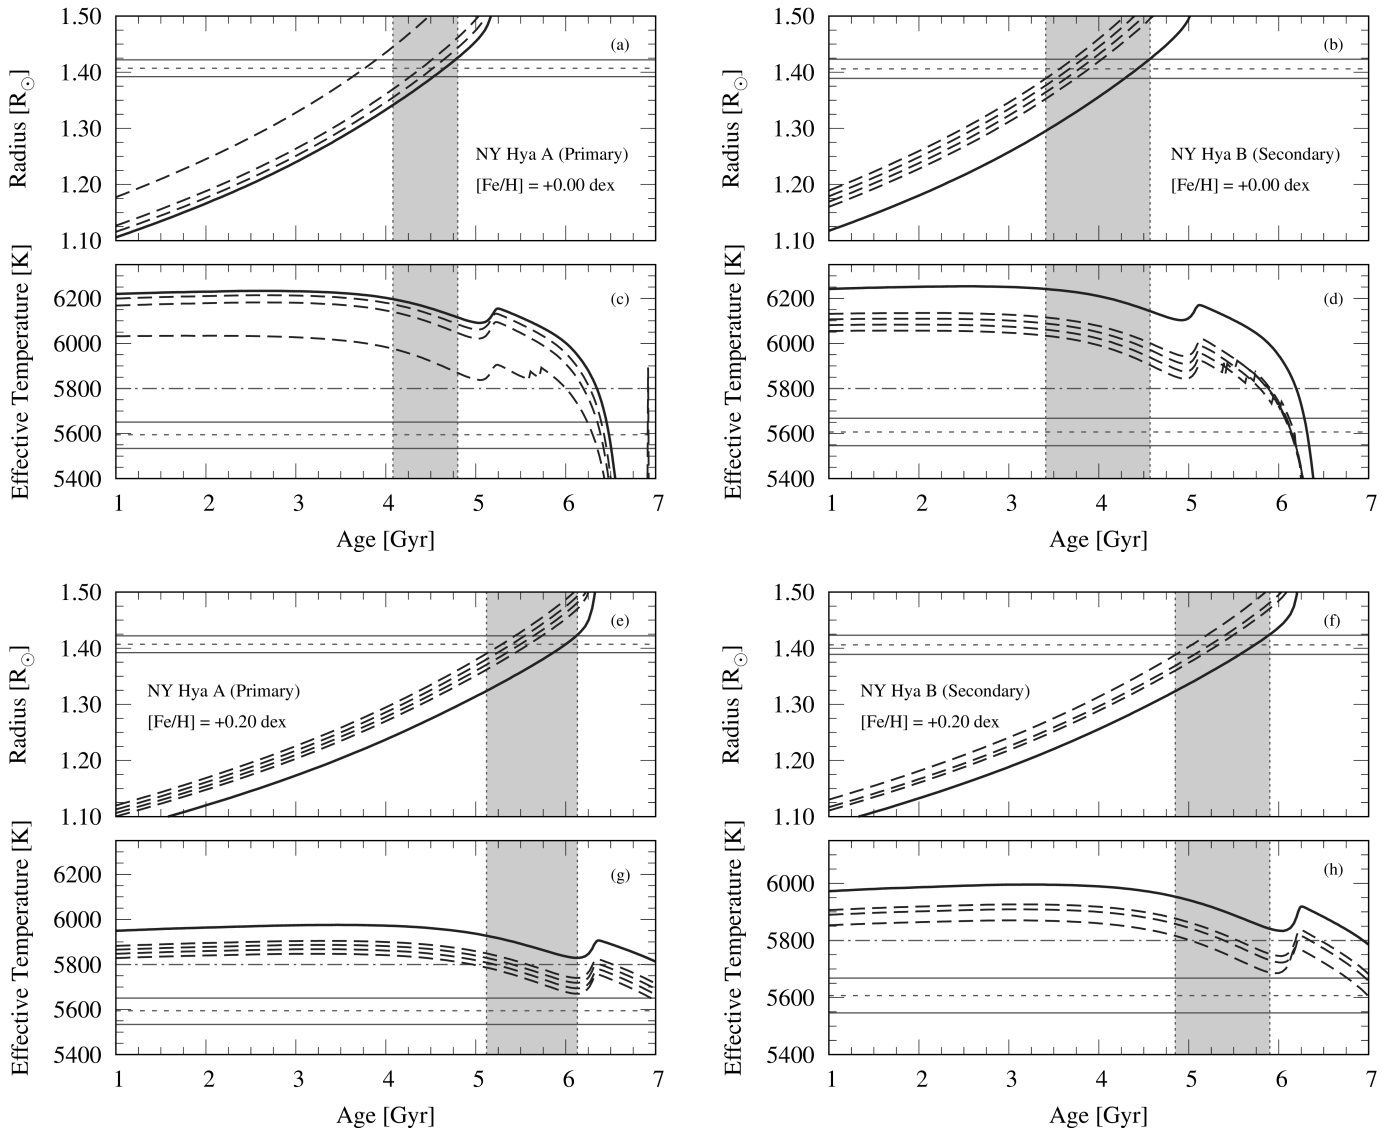 1.50
1.40
1.30
1.20
1.10
Radius [R☉]
(a)
NY Hya A (Primary)
[Fe/H] = +0.00 dex
1.50
1.40
1.30
1.20
1.10
Radius [R☉]
(b)
NY Hya B (Secondary)
[Fe/H] = +0.00 dex
6200
6000
5800
5600
5400
Effective Temperature [K]
(c)
1 2 3 4 5 6 7
Age [Gyr]
6200
6000
5800
5600
5400
Effective Temperature [K]
(d)
1 2 3 4 5 6 7
Age [Gyr]
1.50
1.40
1.30
1.20
1.10
Radius [R☉]
(e)
NY Hya A (Primary)
[Fe/H] = +0.20 dex
1.50
1.40
1.30
1.20
1.10
Radius [R☉]
(f)
NY Hya B (Secondary)
[Fe/H] = +0.20 dex
6200
6000
5800
5600
5400
Effective Temperature [K]
(g)
1 2 3 4 5 6 7
Age [Gyr]
6000
5800
5600
5400
Effective Temperature [K]
(h)
1 2 3 4 5 6 7
Age [Gyr]